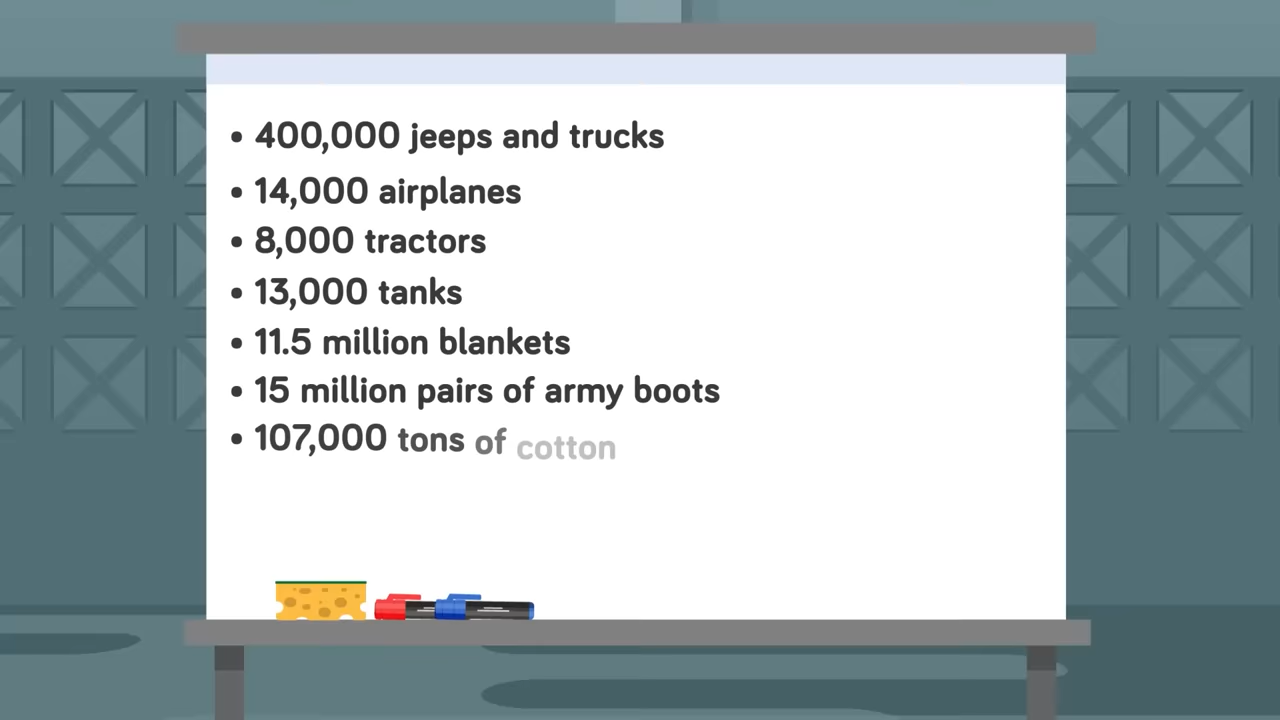 • 400,000 jeeps and trucks
• 14,000 airplanes
• 8,000 tractors
• 13,000 tanks
• 11.5 million blankets
• 15 million pairs of army boots
• 107,000 tons of cotton